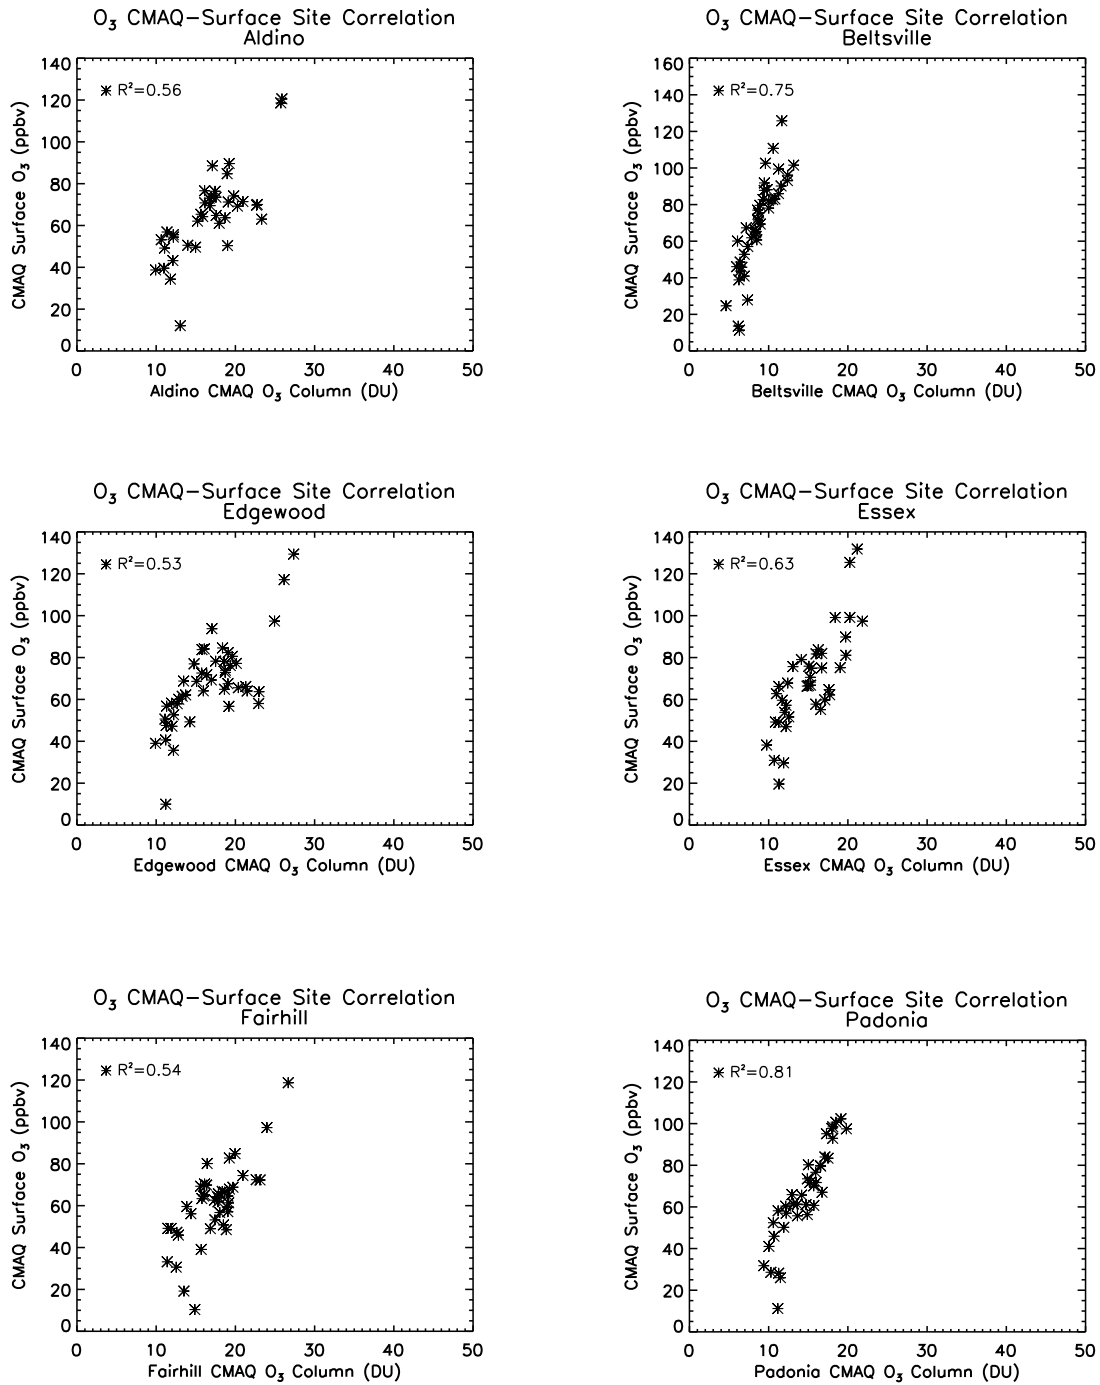 O₃ CMAQ-Surface Site Correlation
Aldino
140
120
100
80
60
40
20
0
CMAQ Surface O₃ (ppbv)
✳ R²=0.56
0 10 20 30 40 50
Aldino CMAQ O₃ Column (DU)
O₃ CMAQ-Surface Site Correlation
Beltsville
160
140
120
100
80
60
40
20
0
CMAQ Surface O₃ (ppbv)
✳ R²=0.75
0 10 20 30 40 50
Beltsville CMAQ O₃ Column (DU)
O₃ CMAQ-Surface Site Correlation
Edgewood
140
120
100
80
60
40
20
0
CMAQ Surface O₃ (ppbv)
✳ R²=0.53
0 10 20 30 40 50
Edgewood CMAQ O₃ Column (DU)
O₃ CMAQ-Surface Site Correlation
Essex
140
120
100
80
60
40
20
0
CMAQ Surface O₃ (ppbv)
✳ R²=0.63
0 10 20 30 40 50
Essex CMAQ O₃ Column (DU)
O₃ CMAQ-Surface Site Correlation
Fairhill
140
120
100
80
60
40
20
0
CMAQ Surface O₃ (ppbv)
✳ R²=0.54
0 10 20 30 40 50
Fairhill CMAQ O₃ Column (DU)
O₃ CMAQ-Surface Site Correlation
Padonia
140
120
100
80
60
40
20
0
CMAQ Surface O₃ (ppbv)
✳ R²=0.81
0 10 20 30 40 50
Padonia CMAQ O₃ Column (DU)